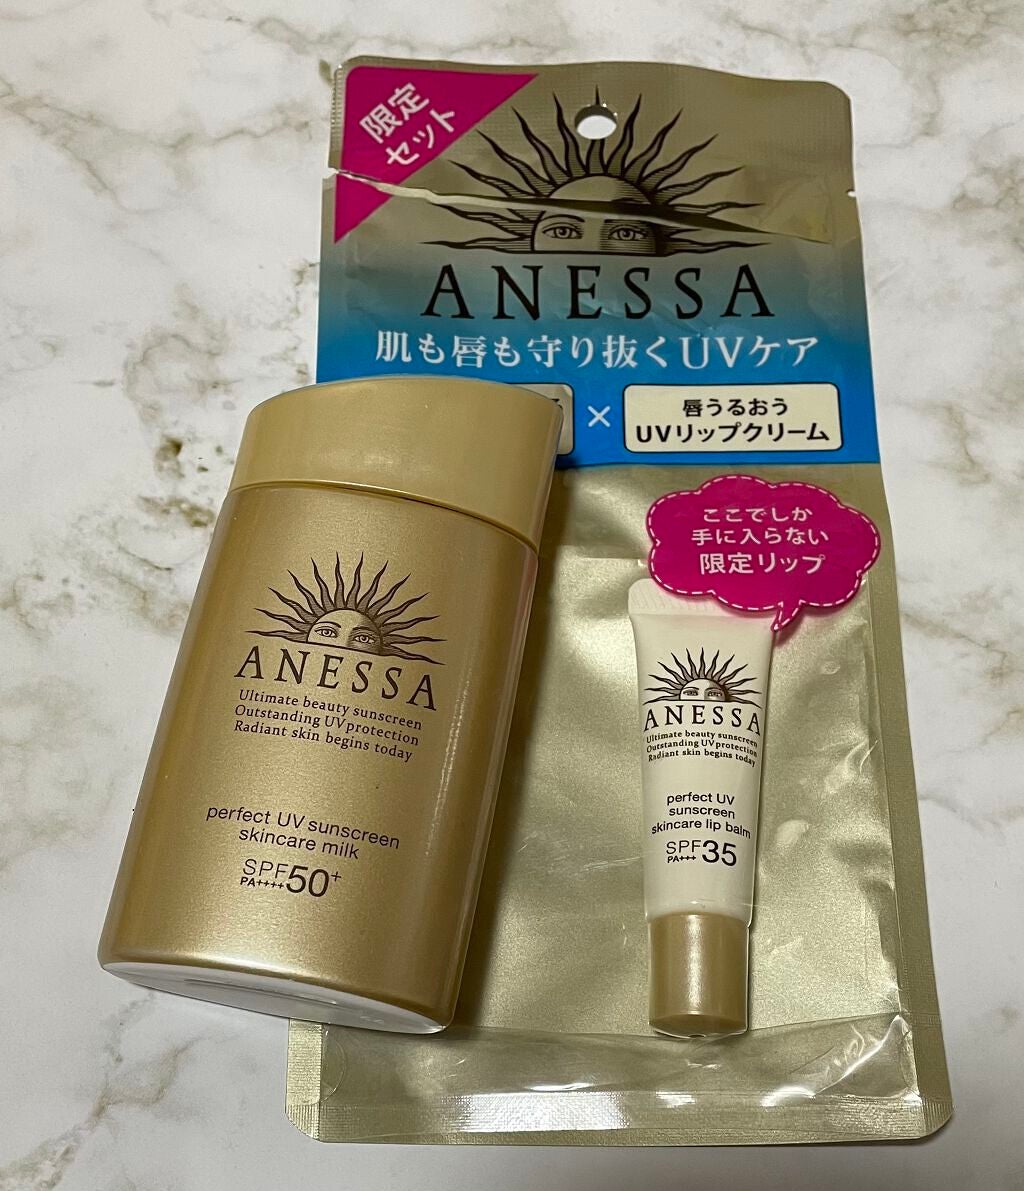 限定
セット
ANESSA
肌も唇も守り抜くUVケア
×
唇うるおう
UVリップクリーム
ここでしか
手に入らない
限定リップ
ANESSA
Ultimate beauty sunscreen
Outstanding UV protection
Radiant skin begins today
perfect UV sunscreen
skincare milk
SPF 50+
PA++++
ANESSA
Ultimate beauty sunscreen
Outstanding UV protection
Radiant skin begins today
perfect UV
sunscreen
skincare lip balm
SPF 35
PA+++